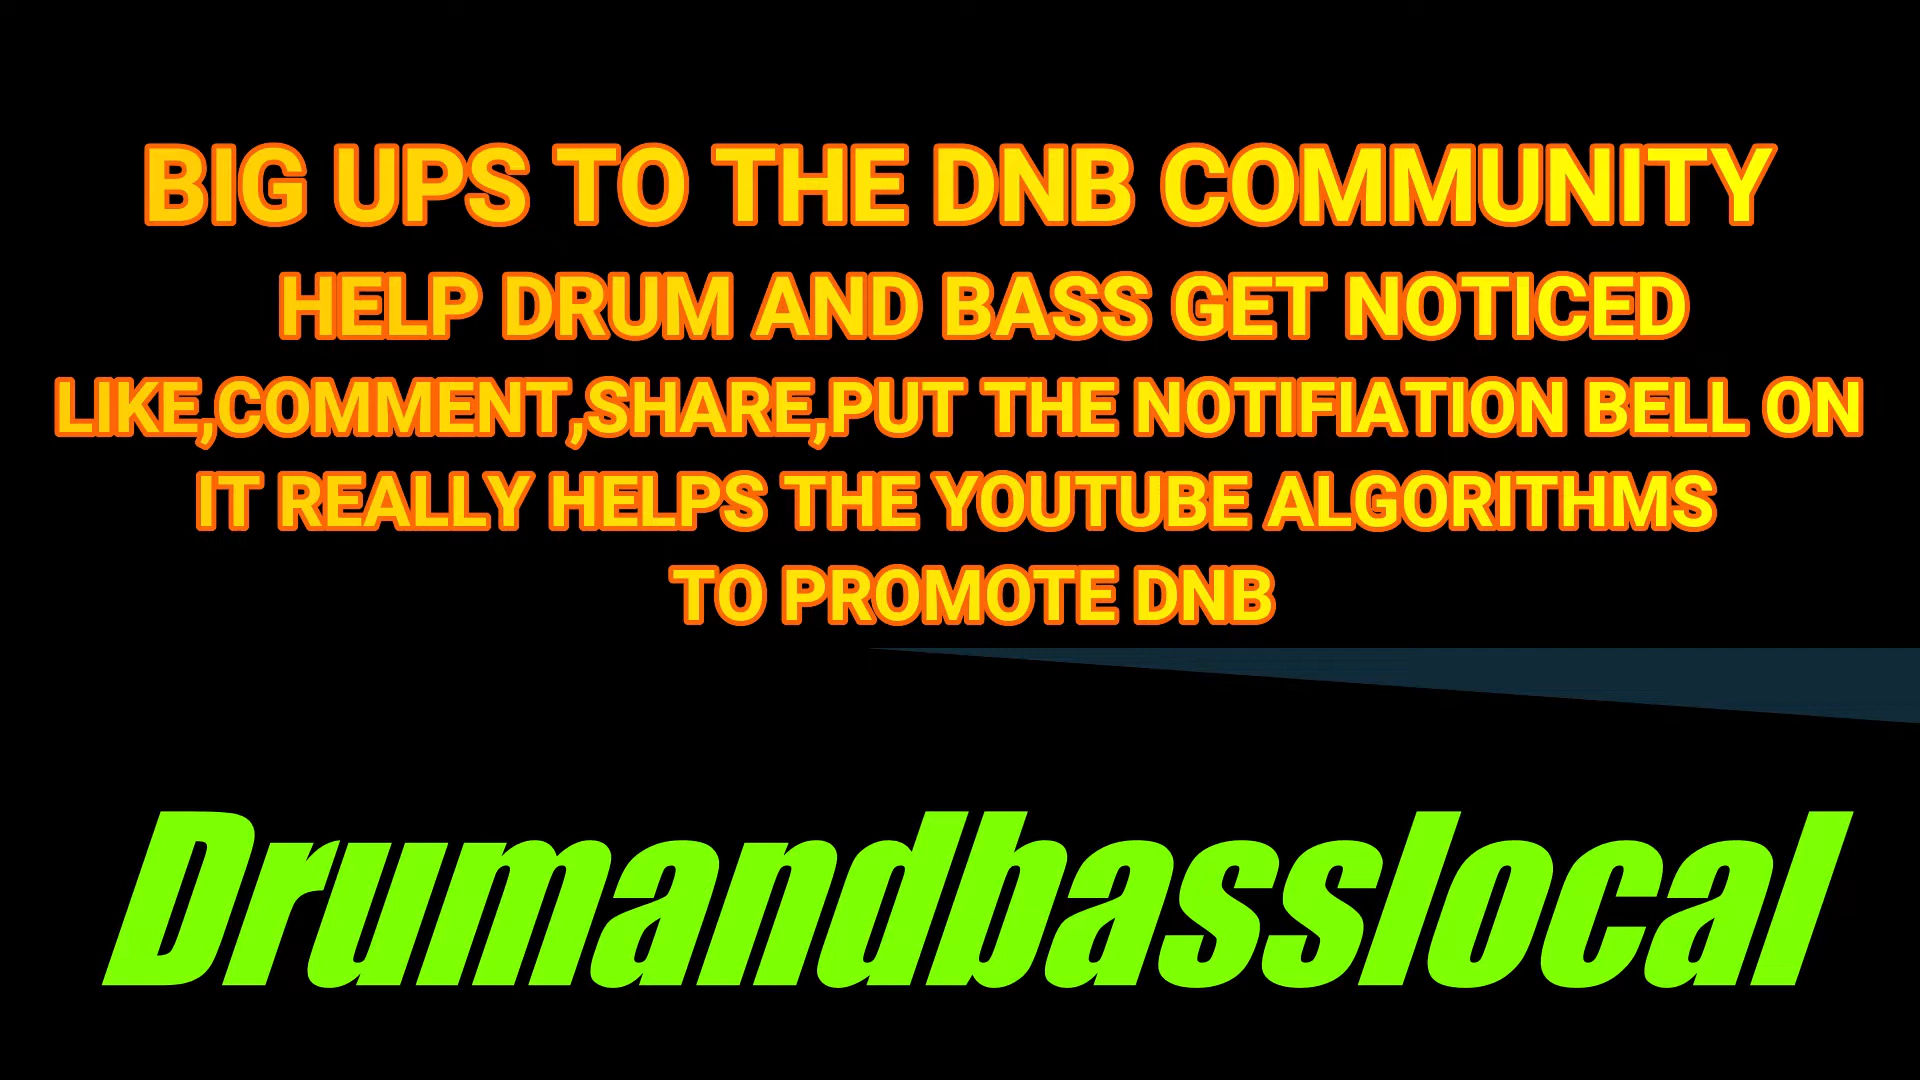 BIG UPS TO THE DNB COMMUNITY
HELP DRUM AND BASS GET NOTICED
LIKE,COMMENT,SHARE,PUT THE NOTIFIATION BELL ON
IT REALLY HELPS THE YOUTUBE ALGORITHMS
TO PROMOTE DNB
Drumandbasslocal